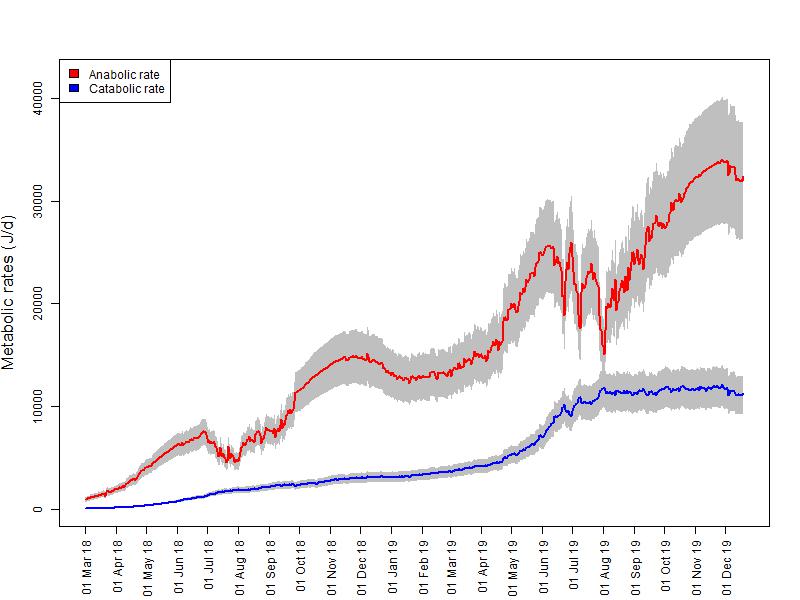 Anabolic rate
Catabolic rate
Metabolic rates (J/d)
40000
30000
20000
10000
0
01 Mar 18
01 Apr 18
01 May 18
01 Jun 18
01 Jul 18
01 Aug 18
01 Sep 18
01 Oct 18
01 Nov 18
01 Dec 18
01 Jan 19
01 Feb 19
01 Mar 19
01 Apr 19
01 May 19
01 Jun 19
01 Jul 19
01 Aug 19
01 Sep 19
01 Oct 19
01 Nov 19
01 Dec 19